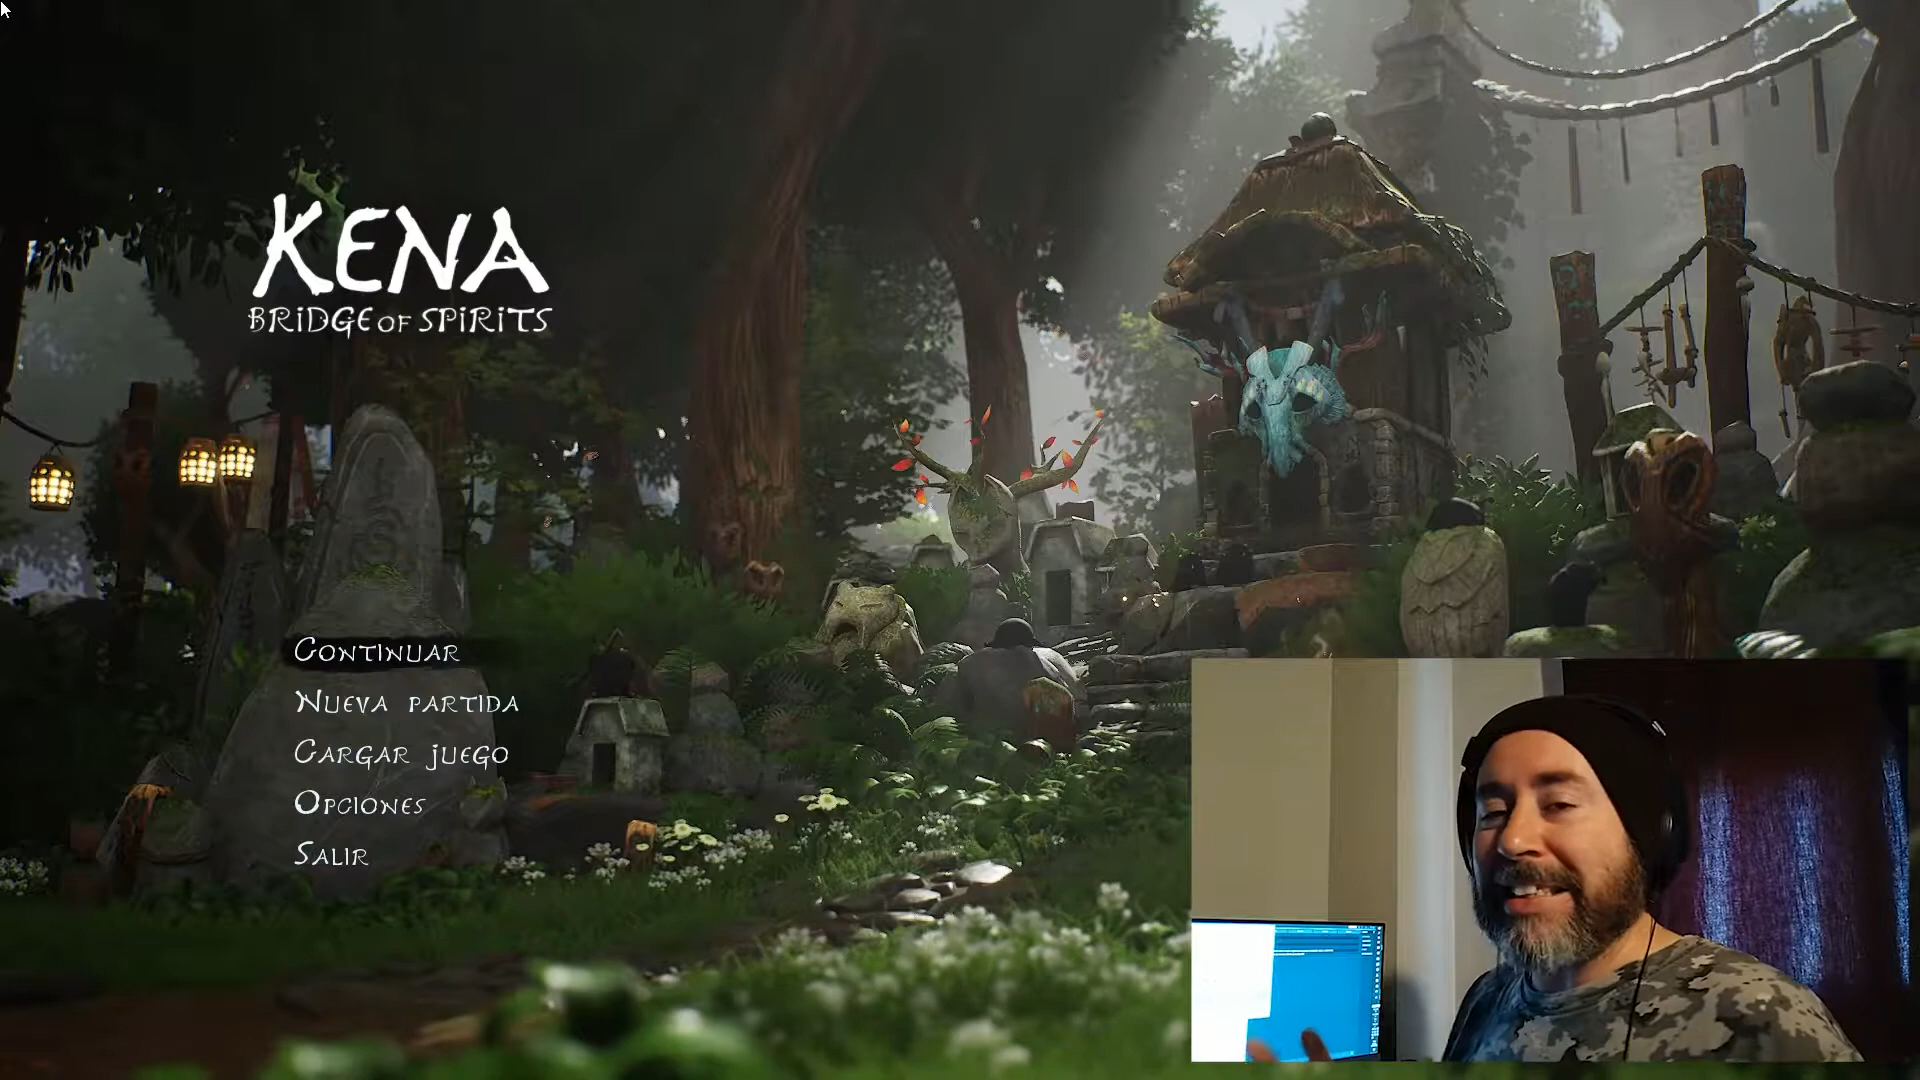 KENA
BRIDGE OF SPIRITS
CONTINUAR
NUEVA PARTIDA
CARGAR JUEGO
OPCIONES
SALIR